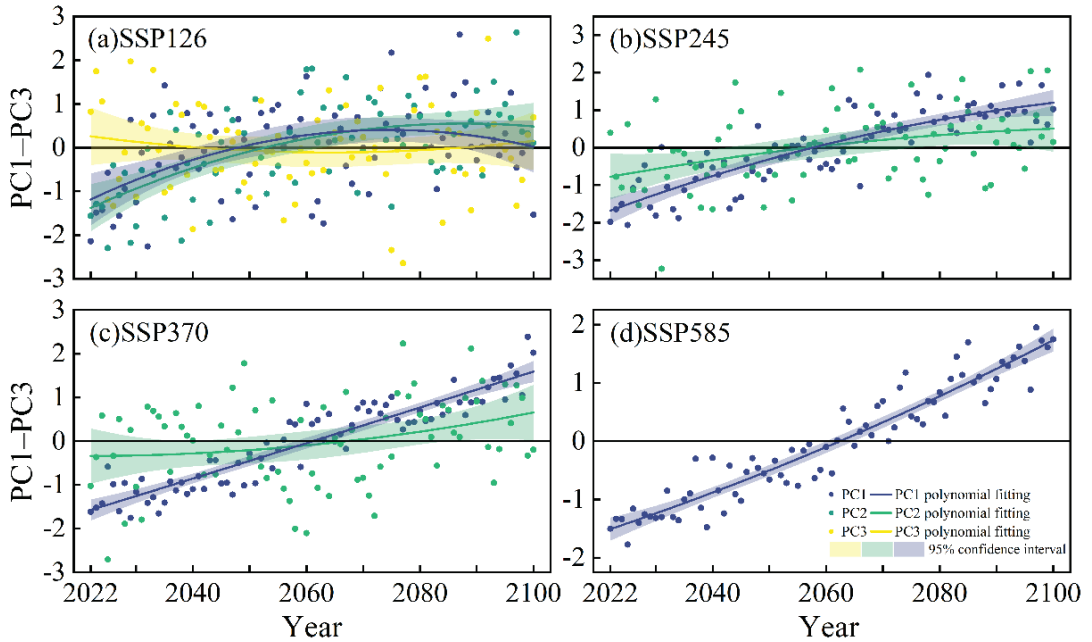 (a)SSP126
3
2
1
0
-1
-2
-3
PC1–PC3
(b)SSP245
3
2
1
0
-1
-2
-3
(c)SSP370
3
2
1
0
-1
-2
-3
PC1–PC3
2022 2040 2060 2080 2100
Year
(d)SSP585
2
1
0
-1
-2
PC1 PC1 polynomial fitting
PC2 PC2 polynomial fitting
PC3 PC3 polynomial fitting
95% confidence interval
2022 2040 2060 2080 2100
Year